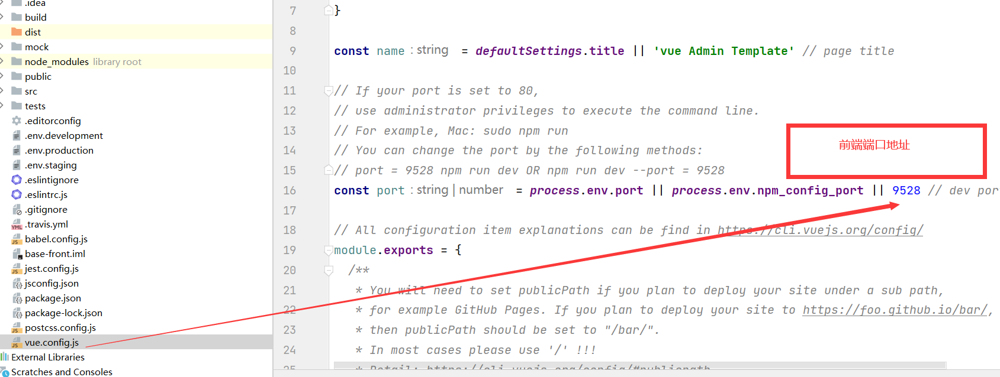 .idea
build
dist
mock
node_modules library root
public
src
tests
.editorconfig
.env.development
.env.production
.env.staging
.eslintignore
.eslintrc.js
.gitignore
.travis.yml
babel.config.js
base-front.iml
jest.config.js
jsconfig.json
package.json
package-lock.json
postcss.config.js
vue.config.js
External Libraries
Scratches and Consoles
7 }
8
9 const name : string = defaultSettings.title || 'vue Admin Template' // page title
10
11 // If your port is set to 80,
12 // use administrator privileges to execute the command line.
13 // For example, Mac: sudo npm run
14 // You can change the port by the following methods:
15 // port = 9528 npm run dev OR npm run dev --port = 9528
16 const port : string | number = process.env.port || process.env.npm_config_port || 9528 // dev por
17
18 // All configuration item explanations can be find in https://cli.vuejs.org/config/
19 module.exports = {
20 /**
21 * You will need to set publicPath if you plan to deploy your site under a sub path,
22 * for example GitHub Pages. If you plan to deploy your site to https://foo.github.io/bar/,
23 * then publicPath should be set to "/bar/".
24 * In most cases please use '/' !!!
25 * Detail: https://cli.vuejs.org/config/#publicpath
前端端口地址